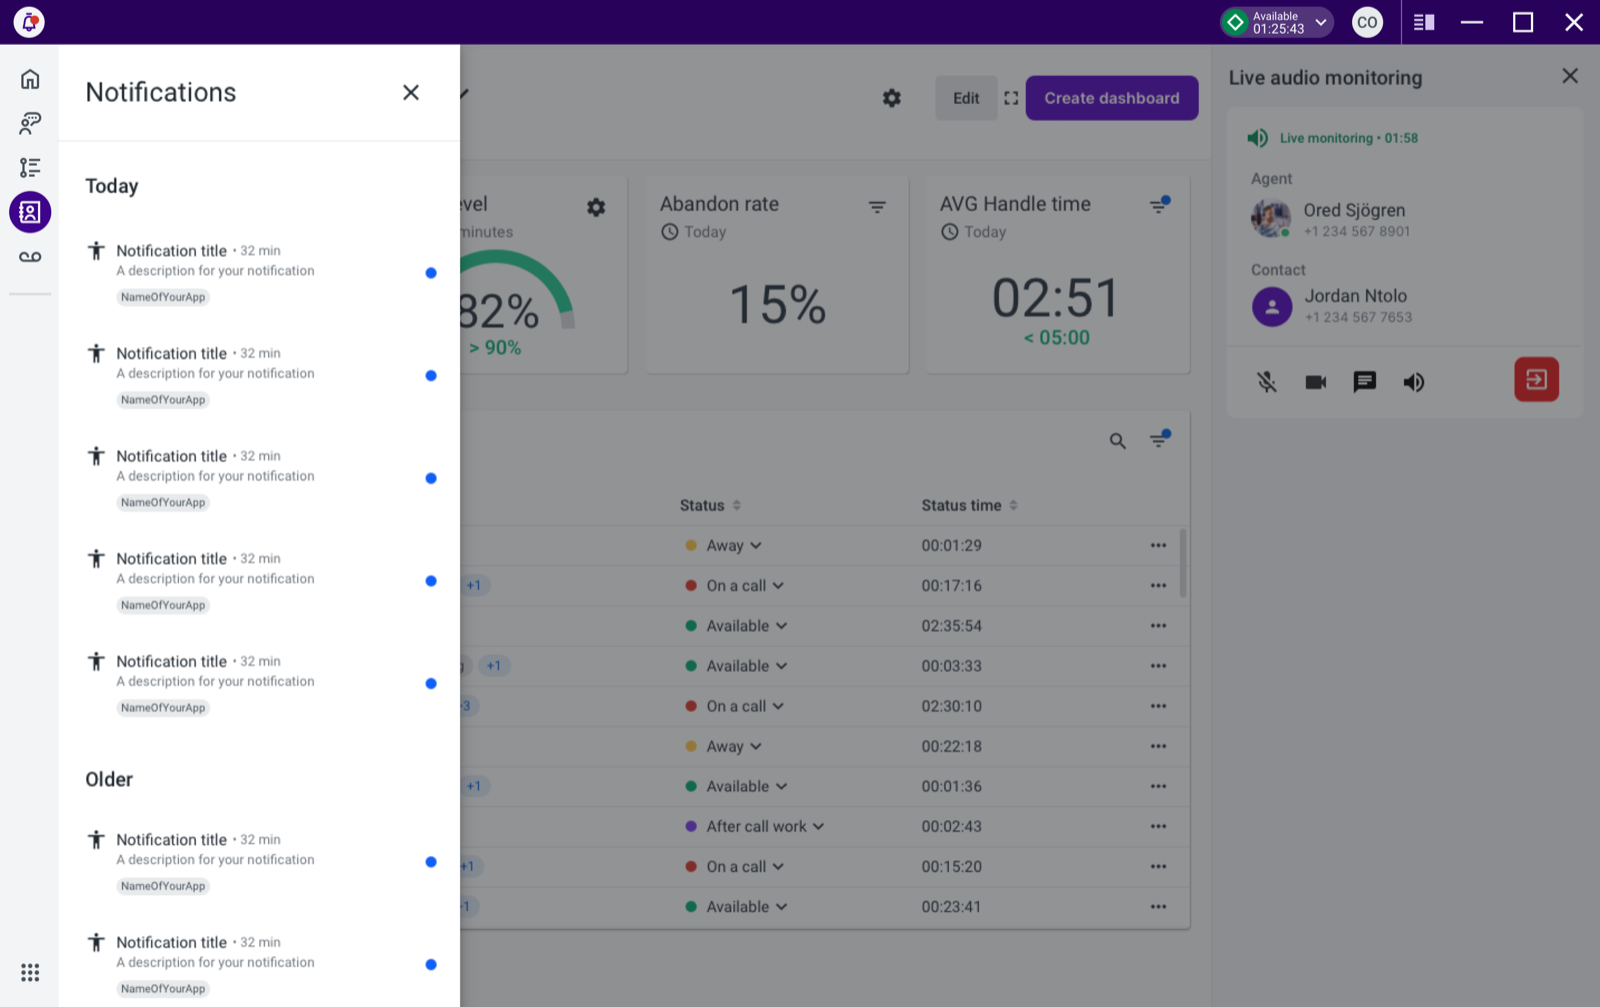 Available
01:25:43
CO
Notifications
Today
Notification title • 32 min
A description for your notification
NameOfYourApp
Notification title • 32 min
A description for your notification
NameOfYourApp
Notification title • 32 min
A description for your notification
NameOfYourApp
Notification title • 32 min
A description for your notification
NameOfYourApp
Notification title • 32 min
A description for your notification
NameOfYourApp
Older
Notification title • 32 min
A description for your notification
NameOfYourApp
Notification title • 32 min
A description for your notification
NameOfYourApp
Edit
Create dashboard
minutes
82%
> 90%
Abandon rate
Today
15%
AVG Handle time
Today
02:51
< 05:00
Status Status time
Away 00:01:29
+1 On a call 00:17:16
Available 02:35:54
+1 Available 00:03:33
On a call 02:30:10
Away 00:22:18
+1 Available 00:01:36
After call work 00:02:43
+1 On a call 00:15:20
Available 00:23:41
Live audio monitoring
Live monitoring • 01:58
Agent
Ored Sjögren
+1 234 567 8901
Contact
Jordan Ntolo
+1 234 567 7653